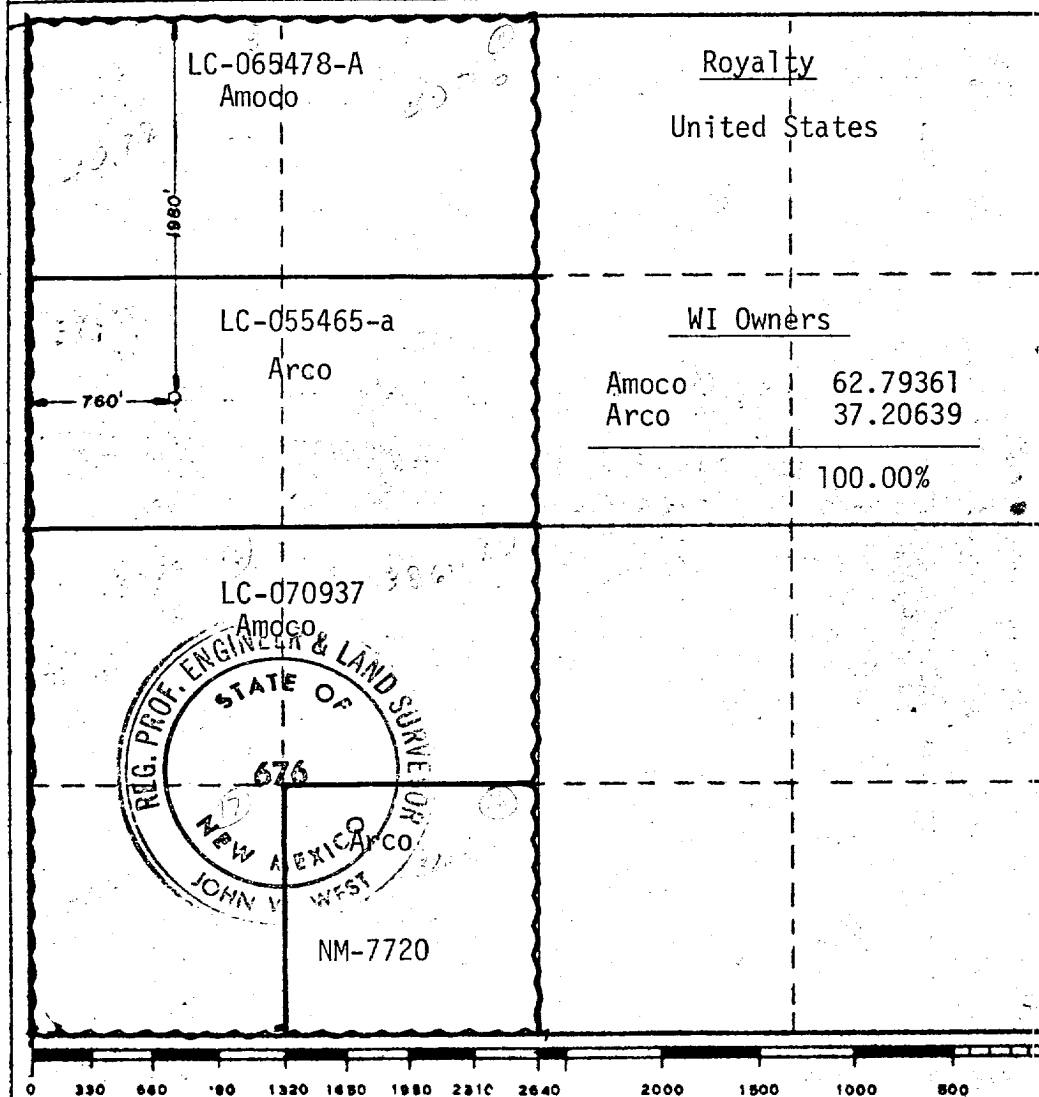 LC-065478-A
Amoco
Royalty
United States
1980'
LC-055465-a
Arco
760'
WI Owners
Amoco 62.79361
Arco 37.20639
100.00%
LC-070937
Amoco
REG. PROF. ENGINEER & LAND SURVEYOR
STATE OF
676
NEW MEXICO
JOHN W. WEST
Arco
NM-7720
0 330 660 '90 1320 1650 1980 2310 2640 2000 1500 1000 500